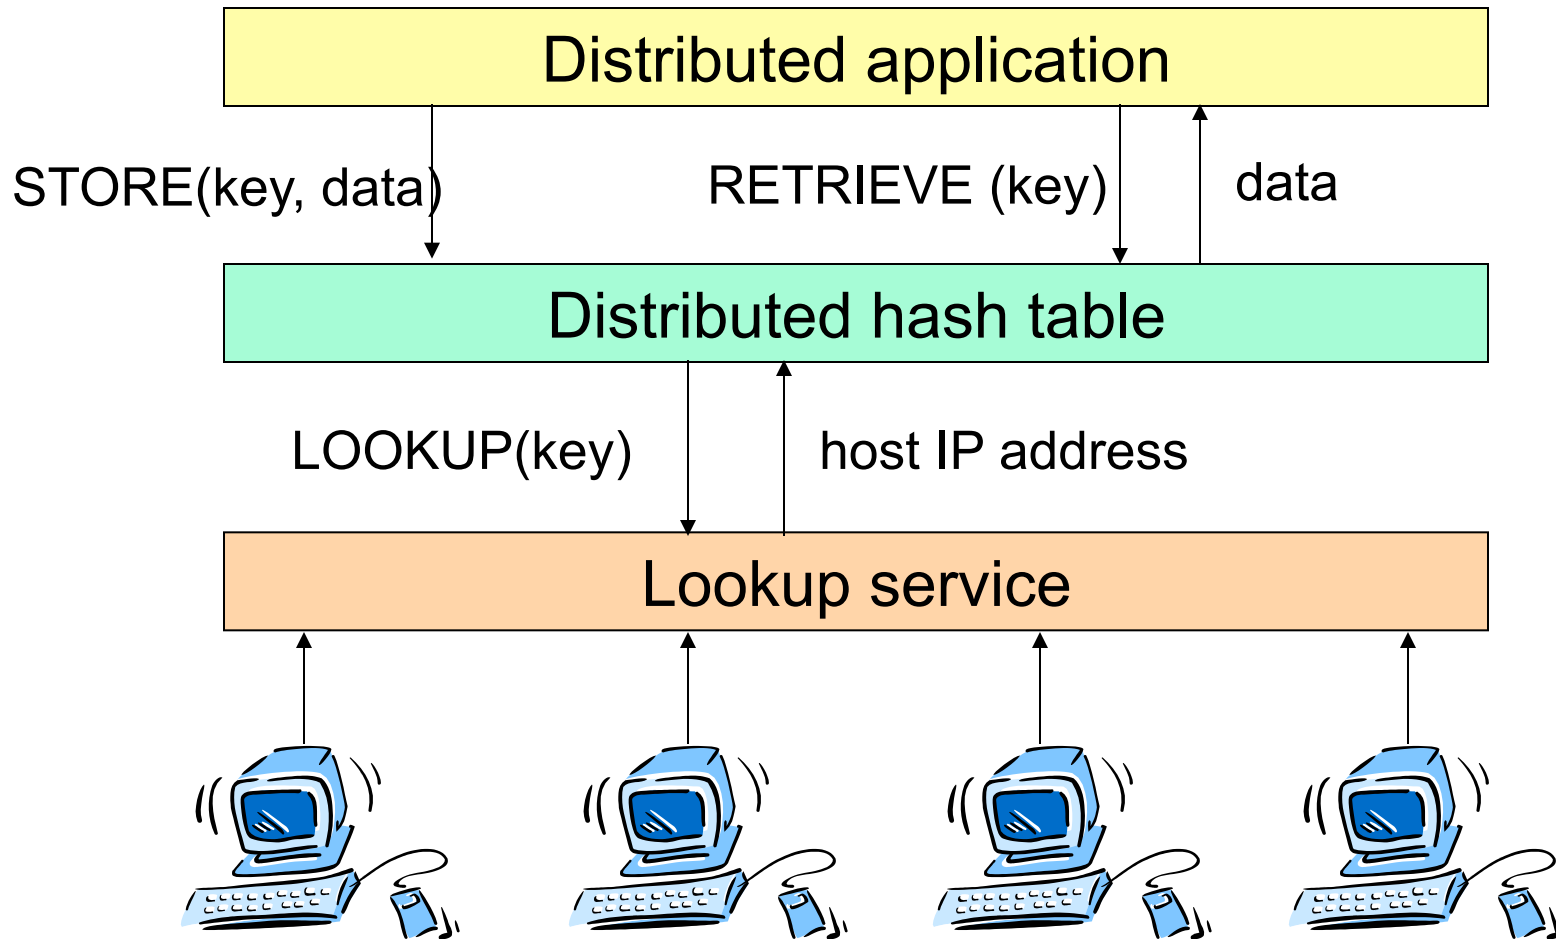 Distributed application
STORE(key, data)
RETRIEVE (key)
data
Distributed hash table
LOOKUP(key)
host IP address
Lookup service